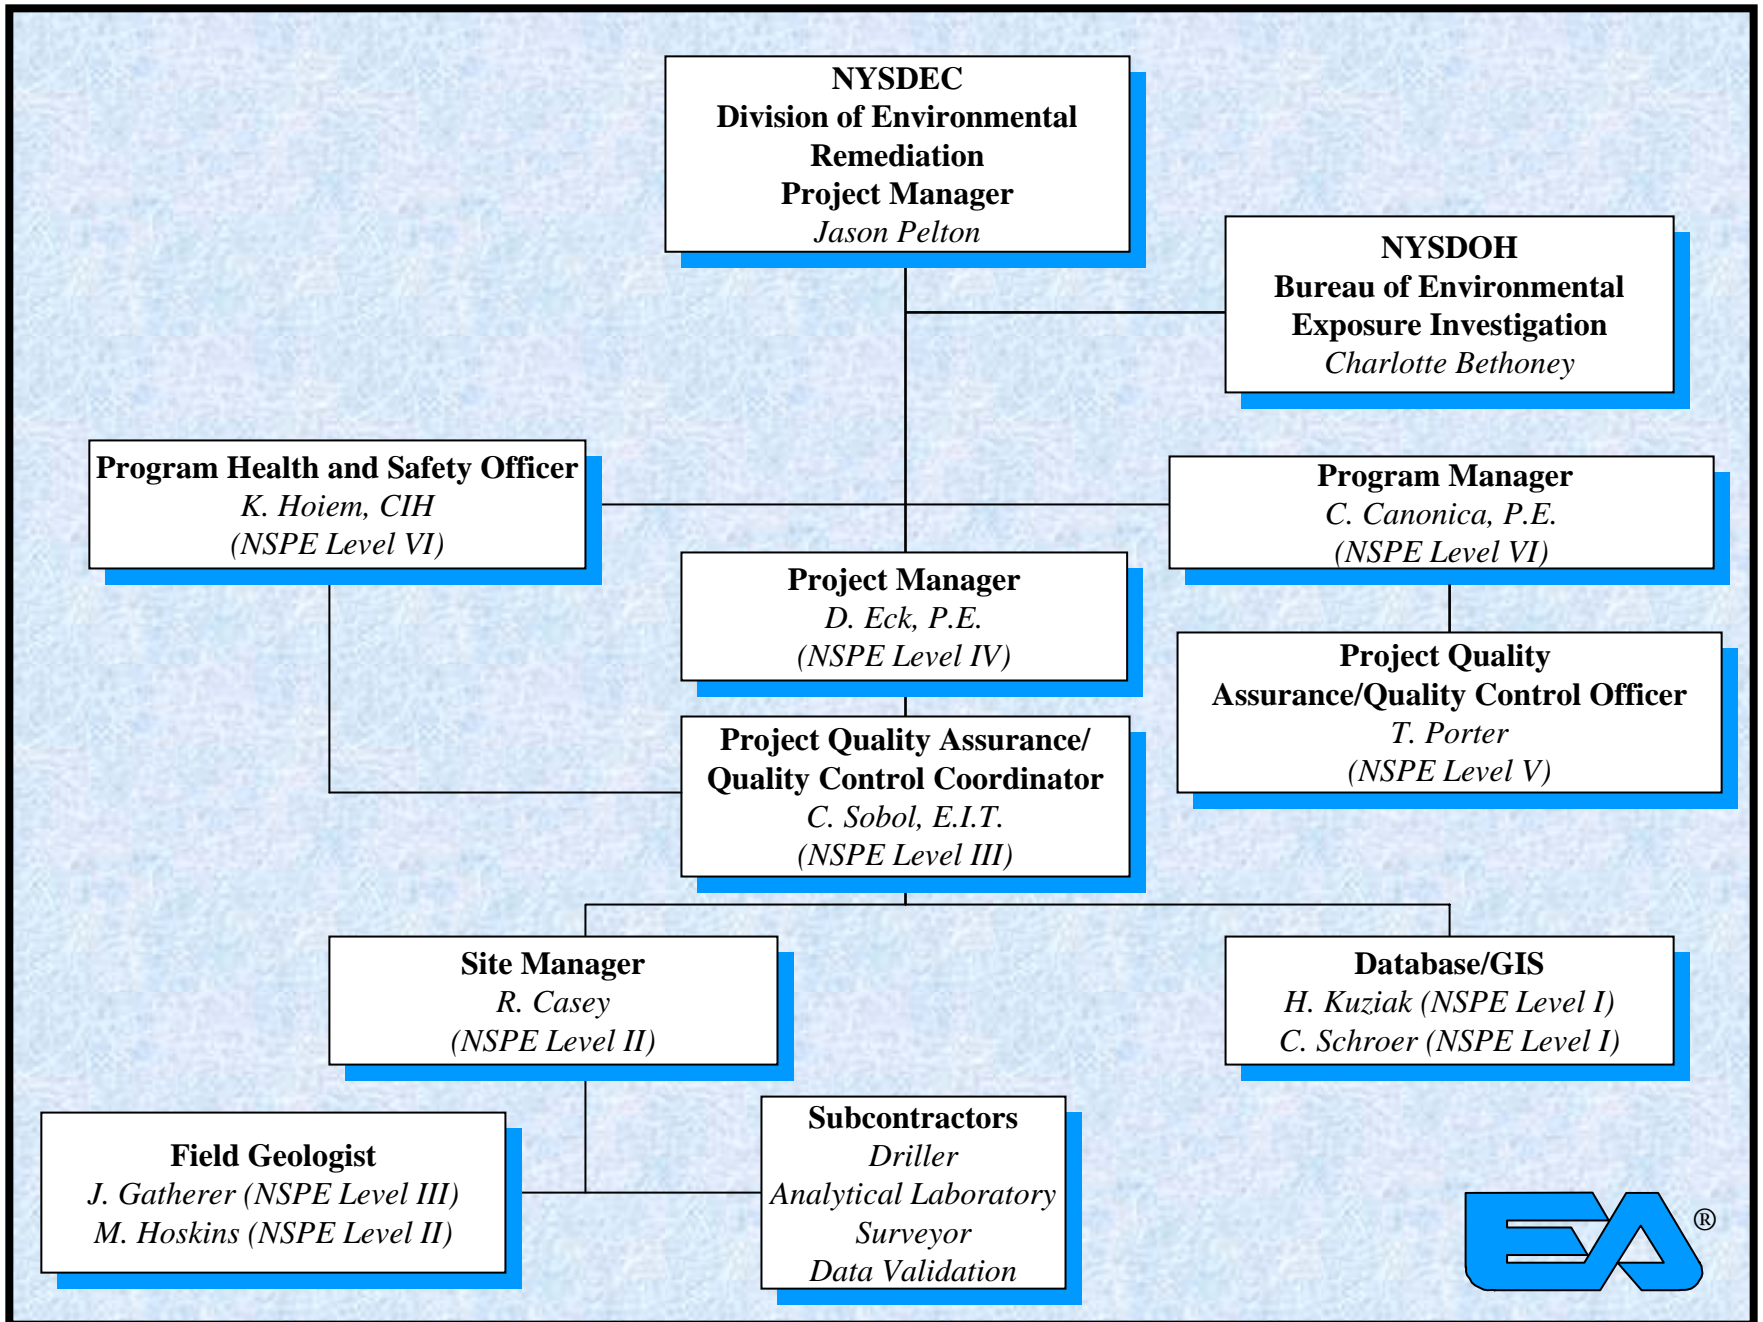 NYSDEC
Division of Environmental
Remediation
Project Manager
Jason Pelton
NYSDOH
Bureau of Environmental
Exposure Investigation
Charlotte Bethoney
Program Health and Safety Officer
K. Hoiem, CIH
(NSPE Level VI)
Program Manager
C. Canonica, P.E.
(NSPE Level VI)
Project Manager
D. Eck, P.E.
(NSPE Level IV)
Project Quality
Assurance/Quality Control Officer
T. Porter
(NSPE Level V)
Project Quality Assurance/
Quality Control Coordinator
C. Sobol, E.I.T.
(NSPE Level III)
Site Manager
R. Casey
(NSPE Level II)
Database/GIS
H. Kuziak (NSPE Level I)
C. Schroer (NSPE Level I)
Field Geologist
J. Gatherer (NSPE Level III)
M. Hoskins (NSPE Level II)
Subcontractors
Driller
Analytical Laboratory
Surveyor
Data Validation
EA®